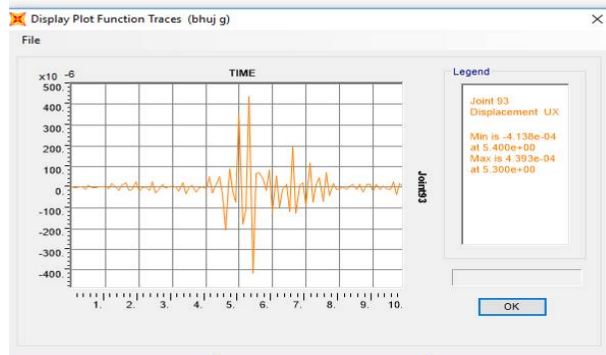 Display Plot Function Traces (bhuj g)
File
TIME
x10 -6
500.
400.
300.
200.
100.
0.
-100.
-200.
-300.
-400.
1. 2. 3. 4. 5. 6. 7. 8. 9. 10.
Joint93
Legend
Joint 93
Displacement UX
Min is -4.138e-04
at 5.400e+00
Max is 4.393e-04
at 5.300e+00
OK